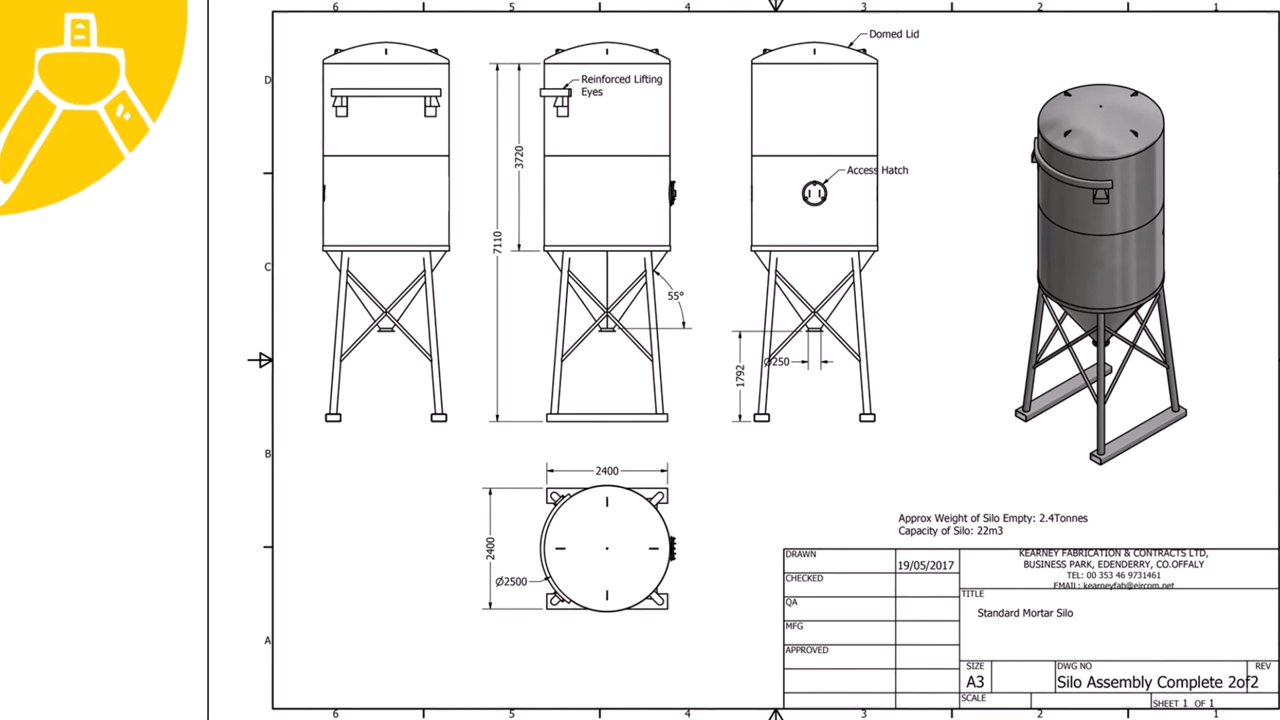 6 5 4 3 2 1
Domed Lid
D
Reinforced Lifting
Eyes
3720
Access Hatch
7110
C
55°
Ø250
1792
B
2400
2400
Ø2500
Approx Weight of Silo Empty: 2.4Tonnes
Capacity of Silo: 22m3
DRAWN
19/05/2017
KEARNEY FABRICATION & CONTRACTS LTD,
BUSINESS PARK, EDENDERRY, CO.OFFALY
TEL: 00 353 46 9731461
EMAIL: kearneyfab@eircom.net
CHECKED
QA
TITLE
Standard Mortar Silo
MFG
A
APPROVED
SIZE
A3
DWG NO
Silo Assembly Complete 2of2
REV
SCALE
SHEET 1 OF 1
6 5 4 3 2 1